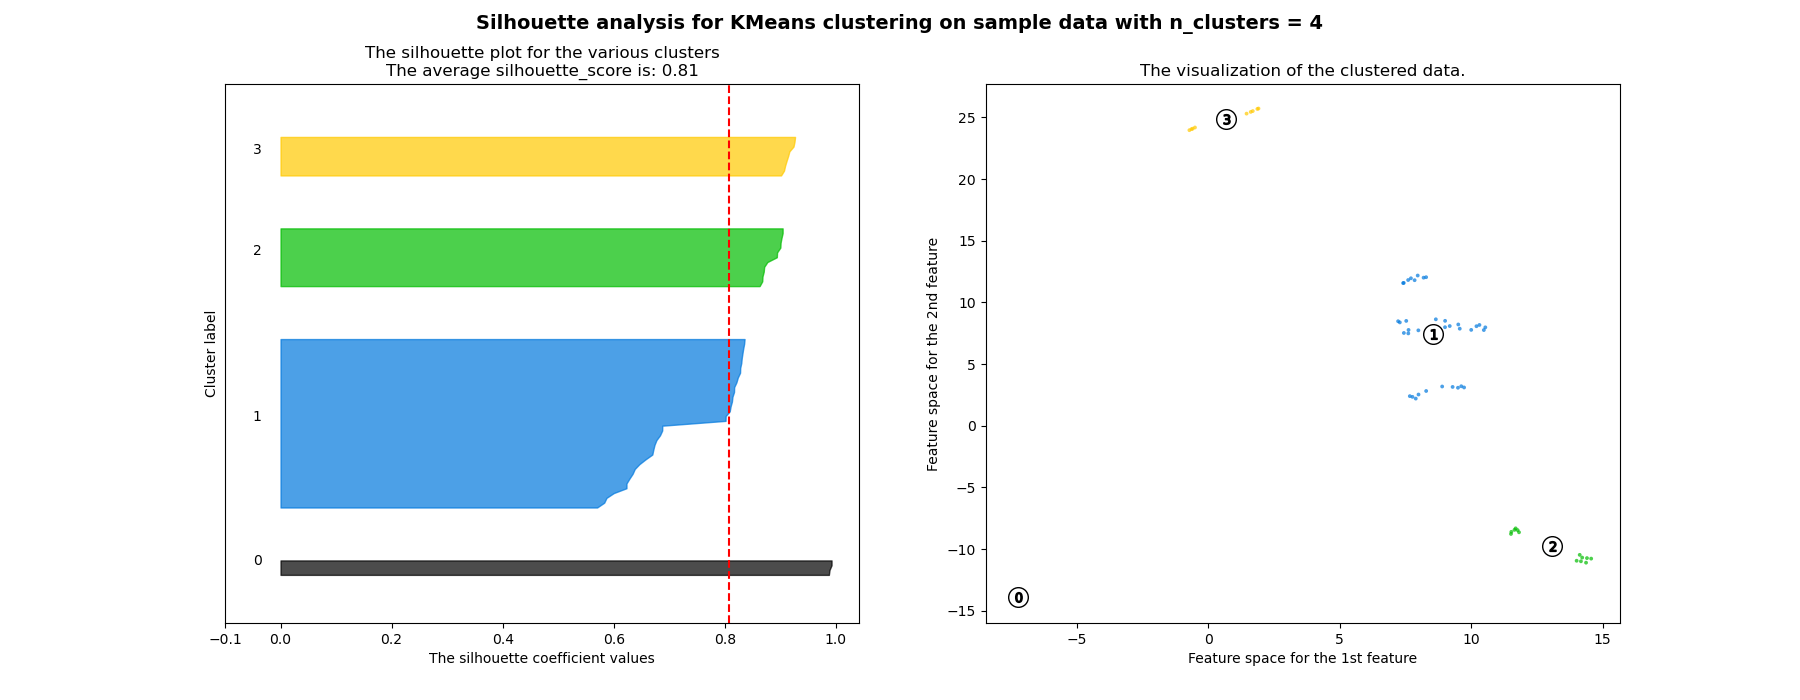 Silhouette analysis for KMeans clustering on sample data with n_clusters = 4
The silhouette plot for the various clusters
The average silhouette_score is: 0.81
Cluster label
3
2
1
0
−0.1 0.0 0.2 0.4 0.6 0.8 1.0
The silhouette coefficient values
The visualization of the clustered data.
Feature space for the 2nd feature
25
20
15
10
5
0
−5
−10
−15
3
1
2
0
−5 0 5 10 15
Feature space for the 1st feature